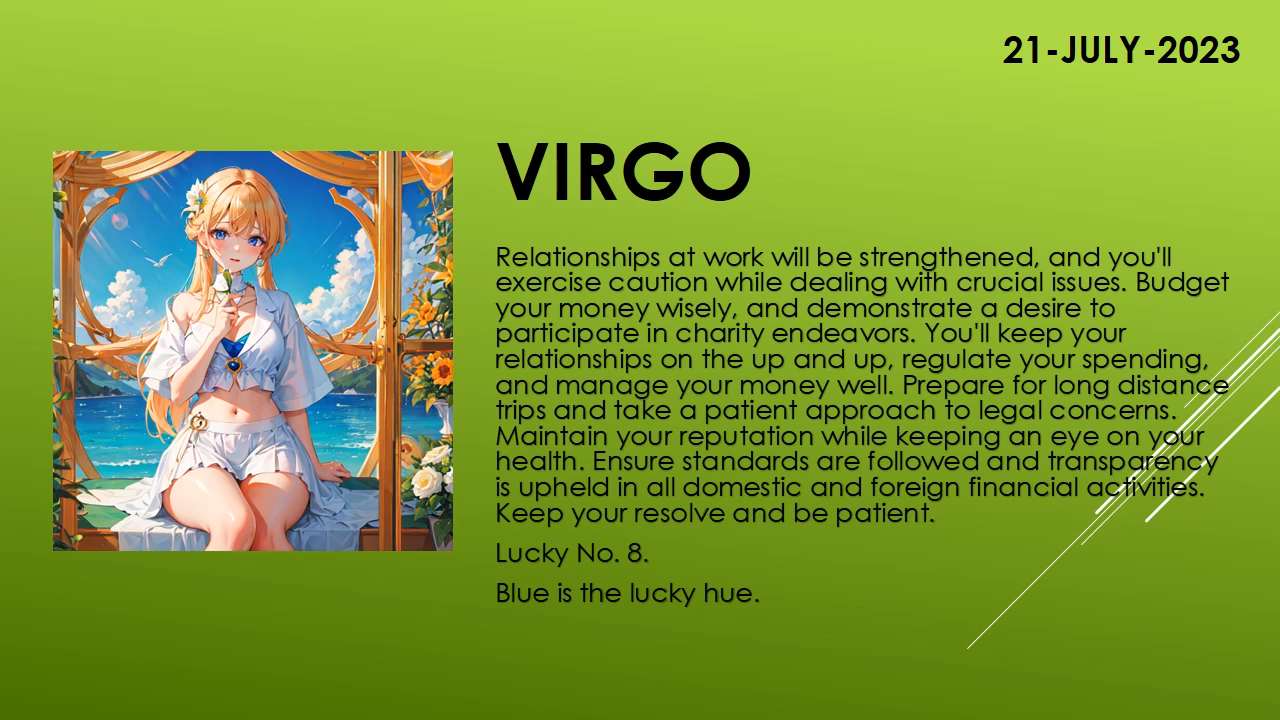 21-JULY-2023
VIRGO
Relationships at work will be strengthened, and you'll
exercise caution while dealing with crucial issues. Budget
your money wisely, and demonstrate a desire to
participate in charity endeavors. You'll keep your
relationships on the up and up, regulate your spending,
and manage your money well. Prepare for long distance
trips and take a patient approach to legal concerns.
Maintain your reputation while keeping an eye on your
health. Ensure standards are followed and transparency
is upheld in all domestic and foreign financial activities.
Keep your resolve and be patient.
Lucky No. 8.
Blue is the lucky hue.